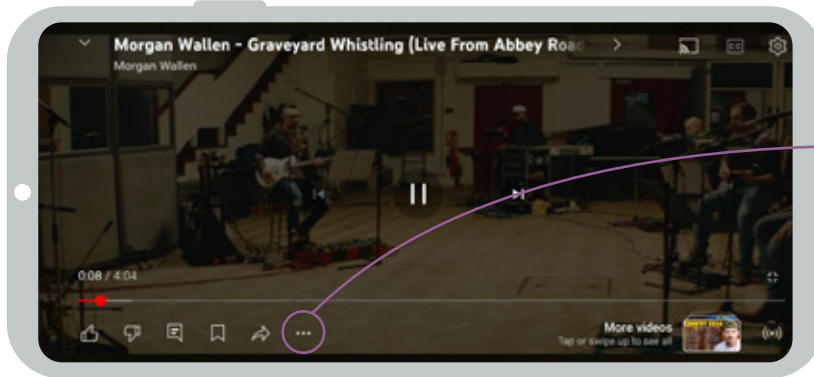 Morgan Wallen - Graveyard Whistling (Live From Abbey Road
Morgan Wallen
CC
0:08 / 4:04
More videos
Tap or swipe up to see all